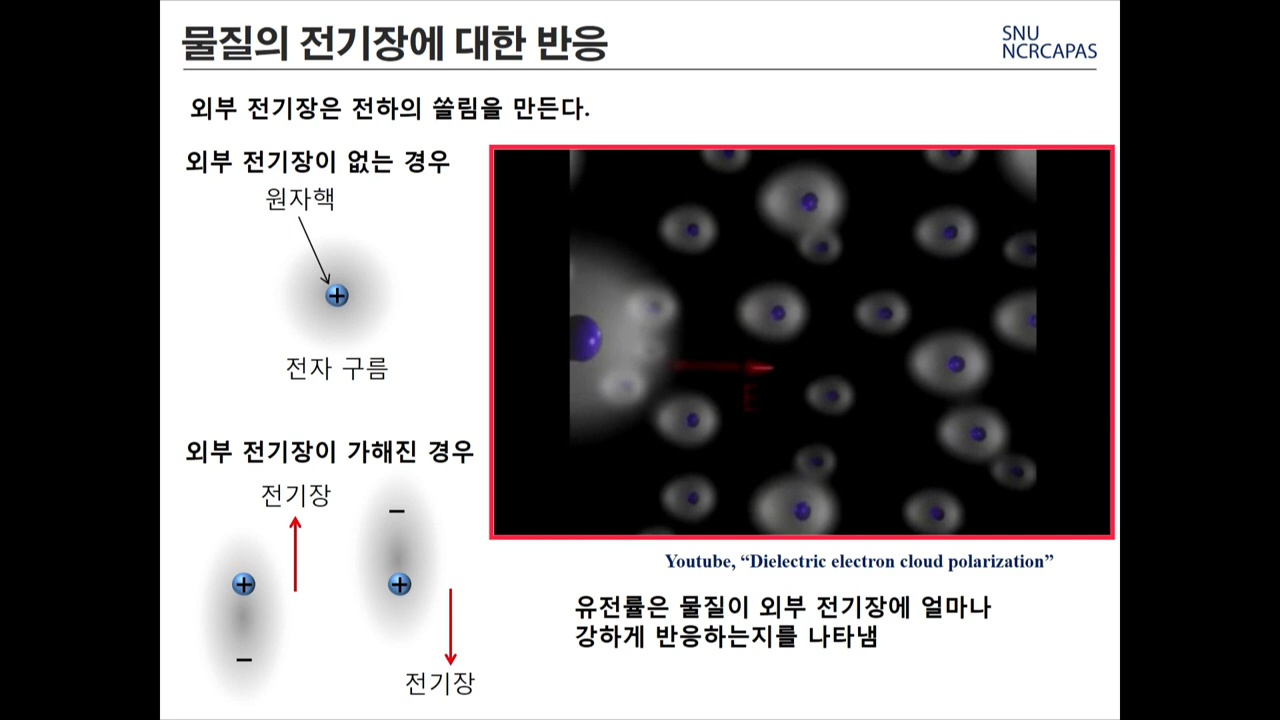 물질의 전기장에 대한 반응
SNU
NCRCAPAS
외부 전기장은 전하의 쏠림을 만든다.
외부 전기장이 없는 경우
원자핵
+
전자 구름
E
외부 전기장이 가해진 경우
전기장
−
+
+
−
전기장
Youtube, “Dielectric electron cloud polarization”
유전률은 물질이 외부 전기장에 얼마나
강하게 반응하는지를 나타냄